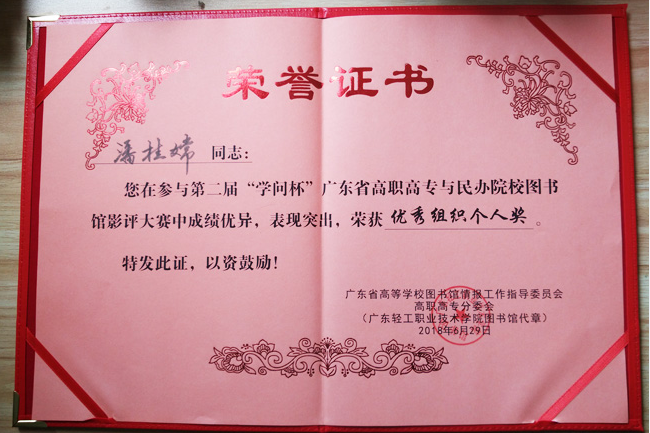 荣誉证书
潘桂嫦 同志：
您在参与第二届“学问杯”广东省高职高专与民办院校图书
馆影评大赛中成绩优异，表现突出，荣获 优秀组织个人奖 。
特发此证，以资鼓励！
广东省高等学校图书馆情报工作指导委员会
高职高专分委会
（广东轻工职业技术学院图书馆代章）
2018年6月29日